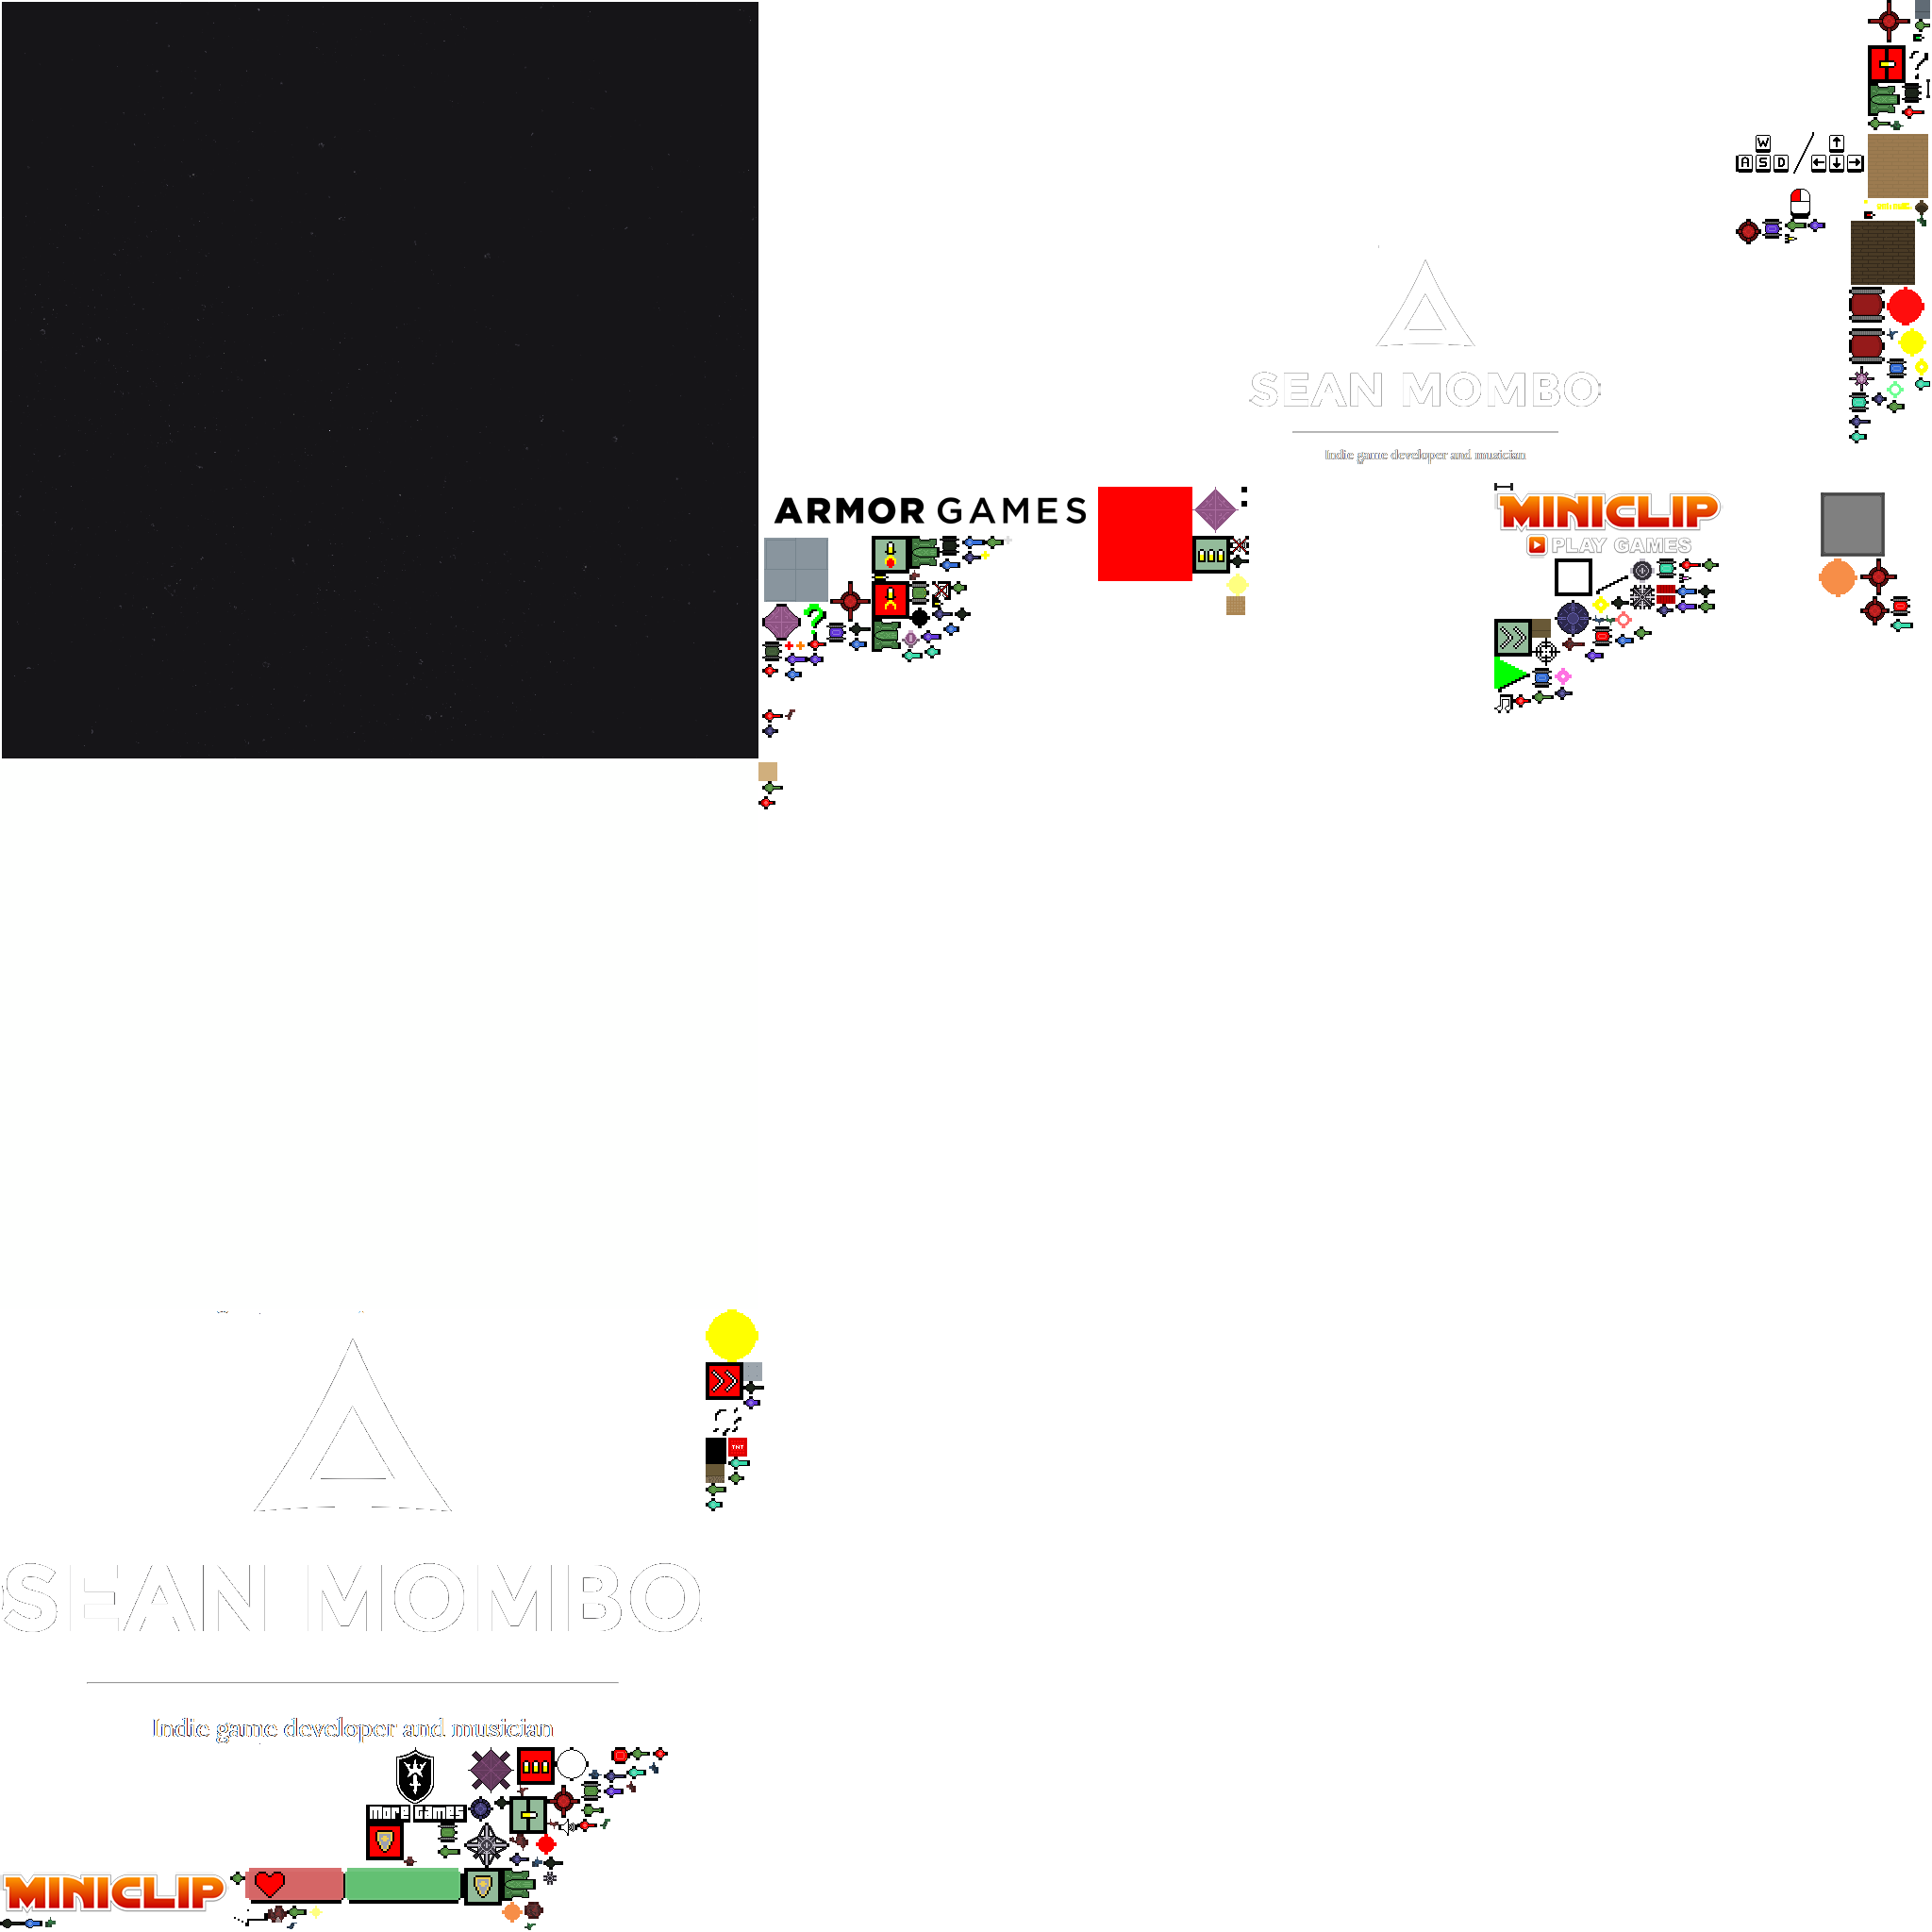 W
A S D / ↑ ← ↓ →
SEAN MOMBO
Indie game developer and musician
ARMOR GAMES
MINICLIP
PLAY GAMES
TNT
SEAN MOMBO
Indie game developer and musician
more games
MINICLIP